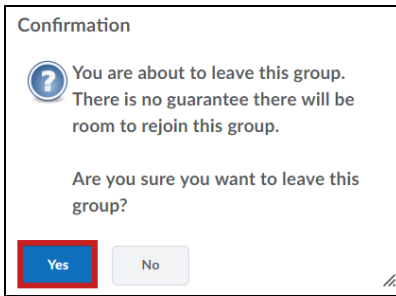 Confirmation
You are about to leave this group.
There is no guarantee there will be
room to rejoin this group.
Are you sure you want to leave this
group?
Yes
No